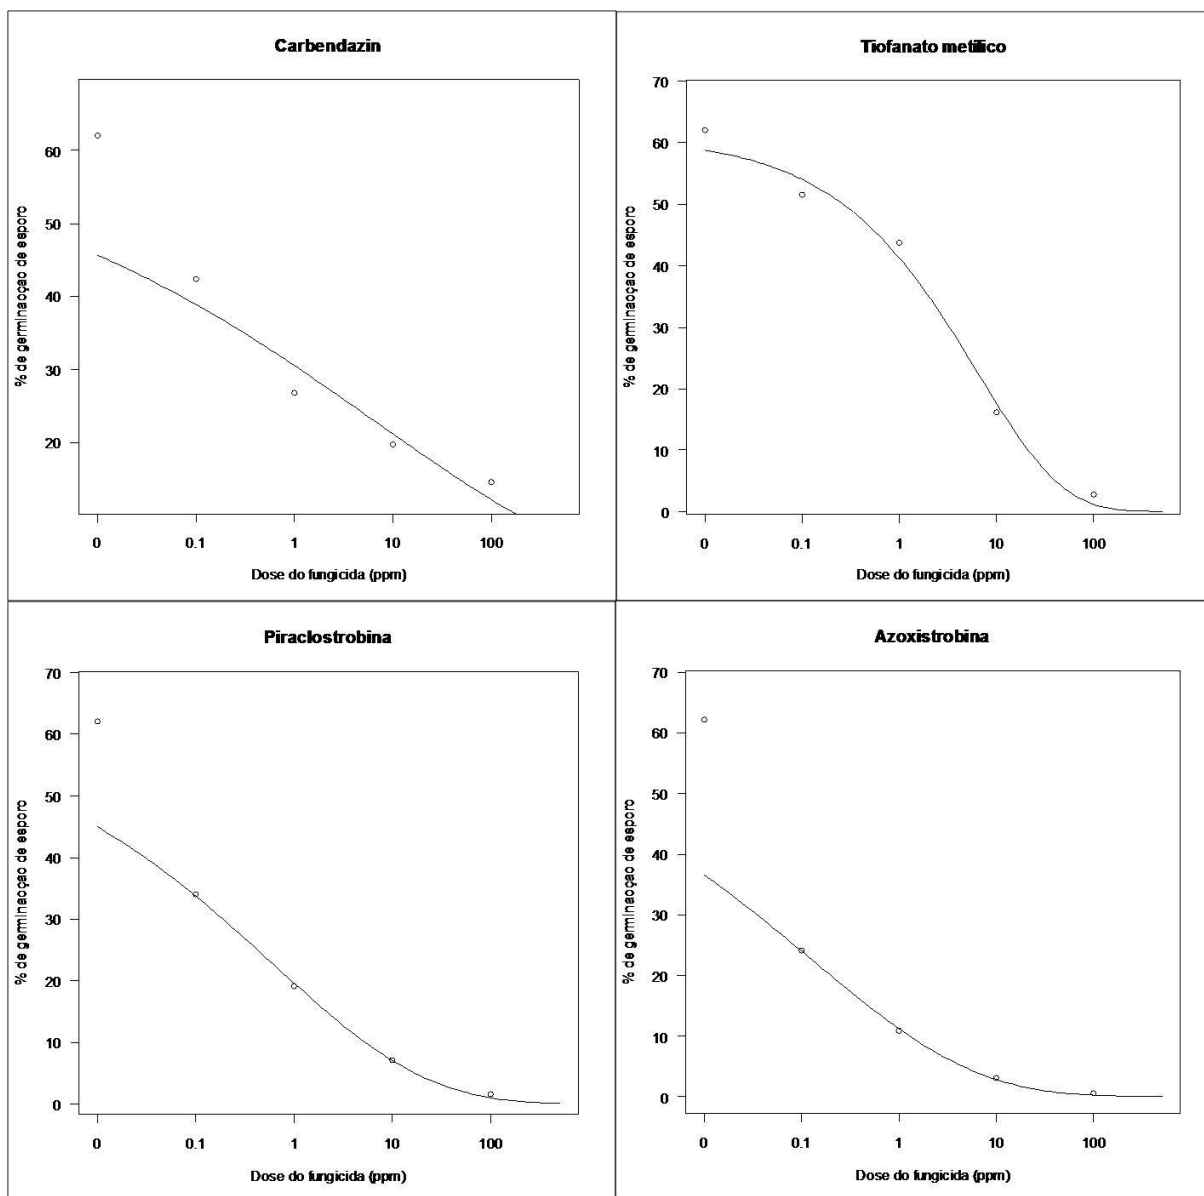 Carbendazin
60
50
40
30
20
0 0.1 1 10 100
% de germinaoçao de esporo
Dose do fungicida (ppm)
Tiofanato metílico
70
60
50
40
30
20
10
0
0 0.1 1 10 100
% de germinaoçao de esporo
Dose do fungicida (ppm)
Piraclostrobina
70
60
50
40
30
20
10
0
0 0.1 1 10 100
% de germinaoçao de esporo
Dose do fungicida (ppm)
Azoxistrobina
70
60
50
40
30
20
10
0
0 0.1 1 10 100
% de germinaoçao de esporo
Dose do fungicida (ppm)